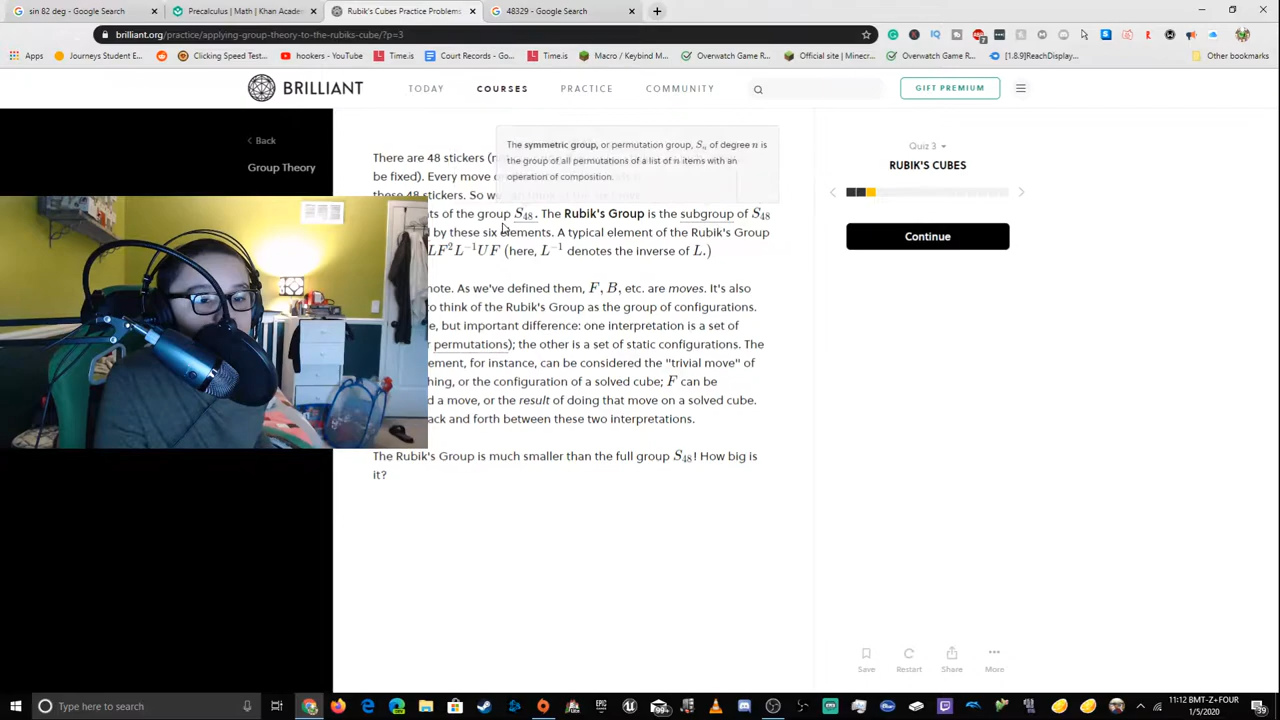 sin 82 deg - Google Search
Precalculus | Math | Khan Acade
Rubik's Cubes Practice Problems
48329 - Google Search
brilliant.org/practice/applying-group-theory-to-the-rubiks-cube/?p=3
Apps
Journeys Student E...
Clicking Speed Test...
hookers - YouTube
Time.is
Court Records - Go...
Time.is
Macro / Keybind M...
Overwatch Game R...
Official | Minecr...
Overwatch Game R...
[1.8.9]ReachDisplay...
Other bookmarks
BRILLIANT
TODAY
COURSES
PRACTICE
COMMUNITY
GIFT PREMIUM
Back
Group Theory
The symmetric group, or permutation group, Sₙ of degree n is
the group of all permutations of a list of n items with an
operation of composition.
There are 48 stickers
be fixed). Every move
these 48 stickers. So we
of the group S₄₈. The Rubik's Group is the subgroup of S₄₈
by these six elements. A typical element of the Rubik's Group
LF²L⁻¹UF (here, L⁻¹ denotes the inverse of L.)
note. As we've defined them, F, B, etc. are moves. It's also
to think of the Rubik's Group as the group of configurations.
but important difference: one interpretation is a set of
permutations); the other is a set of static configurations. The
for instance, can be considered the "trivial move" of
or the configuration of a solved cube; F can be
a move, or the result of doing that move on a solved cube.
and forth between these two interpretations.
The Rubik's Group is much smaller than the full group S₄₈! How big is
it?
Quiz 3
RUBIK'S CUBES
Continue
Save
Restart
Share
More
Type here to search
11:12 BMT-Z+FOUR
1/5/2020